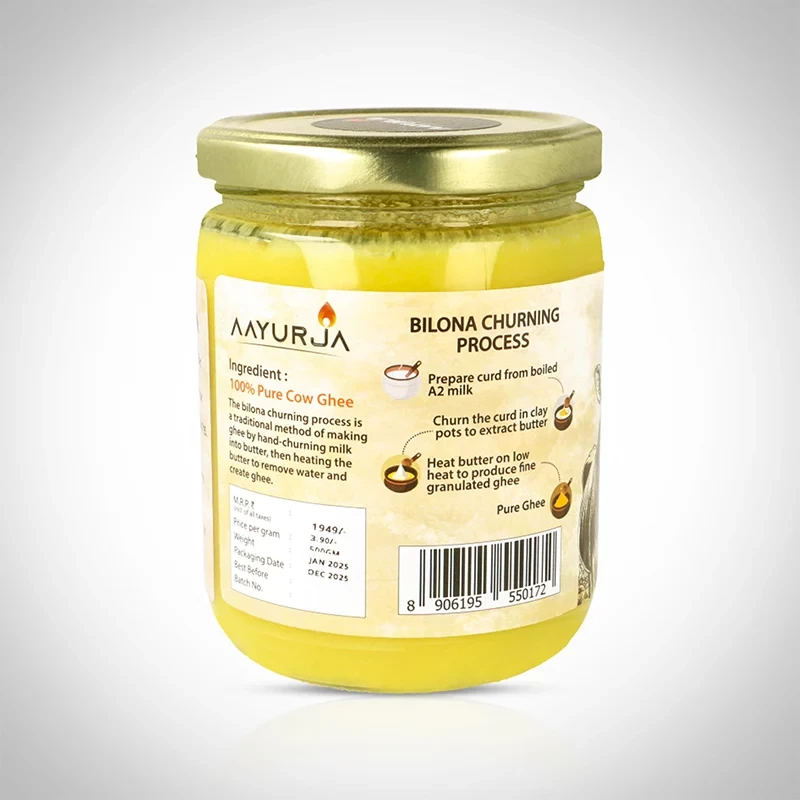 AAYURJA
Ingredient :
100% Pure Cow Ghee
The bilona churning process is
a traditional method of making
ghee by hand-churning milk
into butter, then heating the
butter to remove water and
create ghee.
M.R.P.₹ 1949/-
(incl. of all taxes)
Price per gram 3.90/-
Weight 500GM
Packaging Date JAN 2025
Best Before DEC 2025
Batch No.
BILONA CHURNING
PROCESS
Prepare curd from boiled
A2 milk
Churn the curd in clay
pots to extract butter
Heat butter on low
heat to produce fine
granulated ghee
Pure Ghee
8 906195 550172